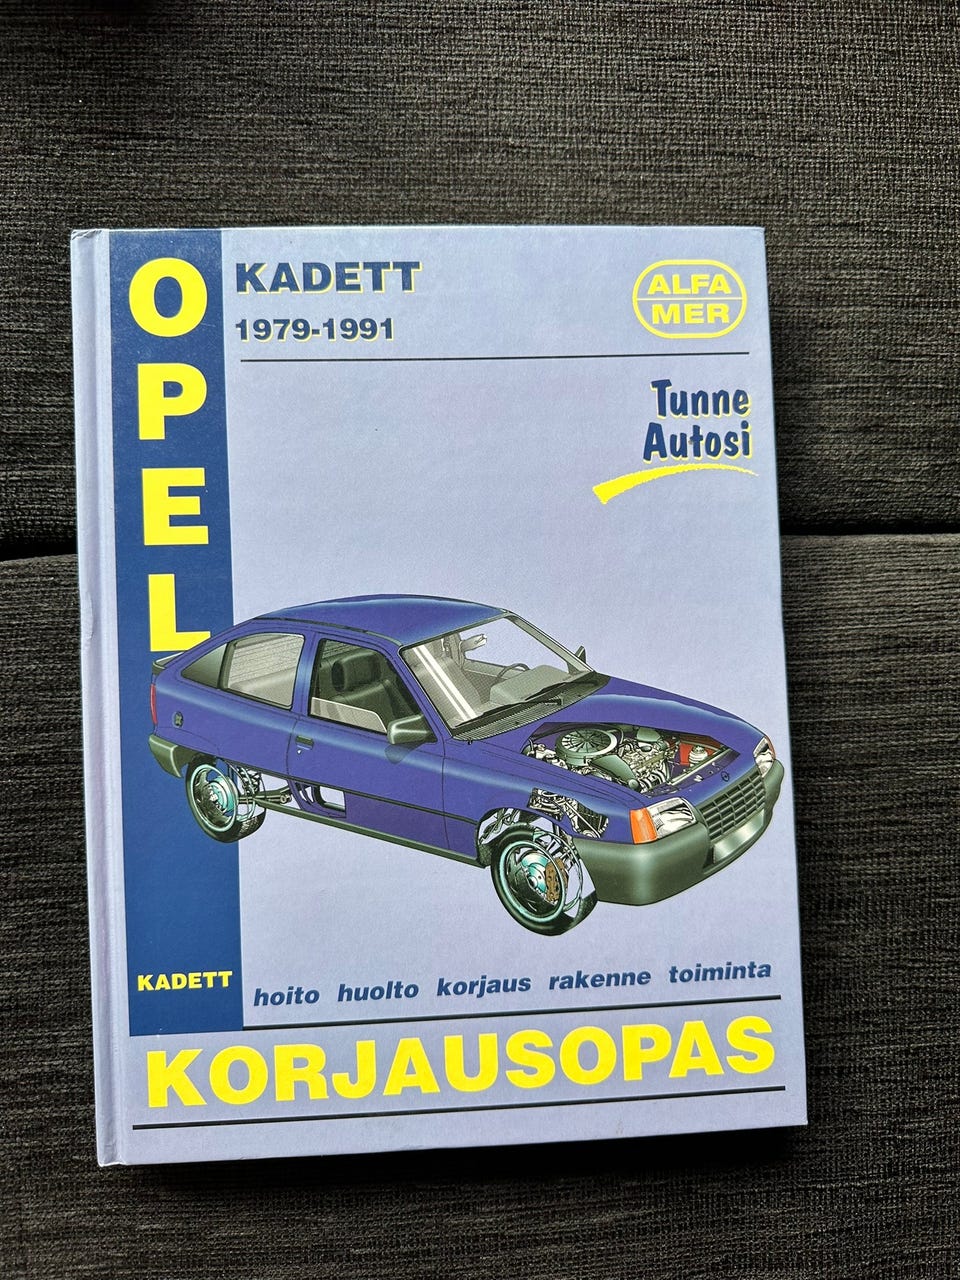 OPEL
KADETT
1979-1991
ALFA
MER
Tunne
Autosi
KADETT
hoito huolto korjaus rakenne toiminta
KORJAUSOPAS